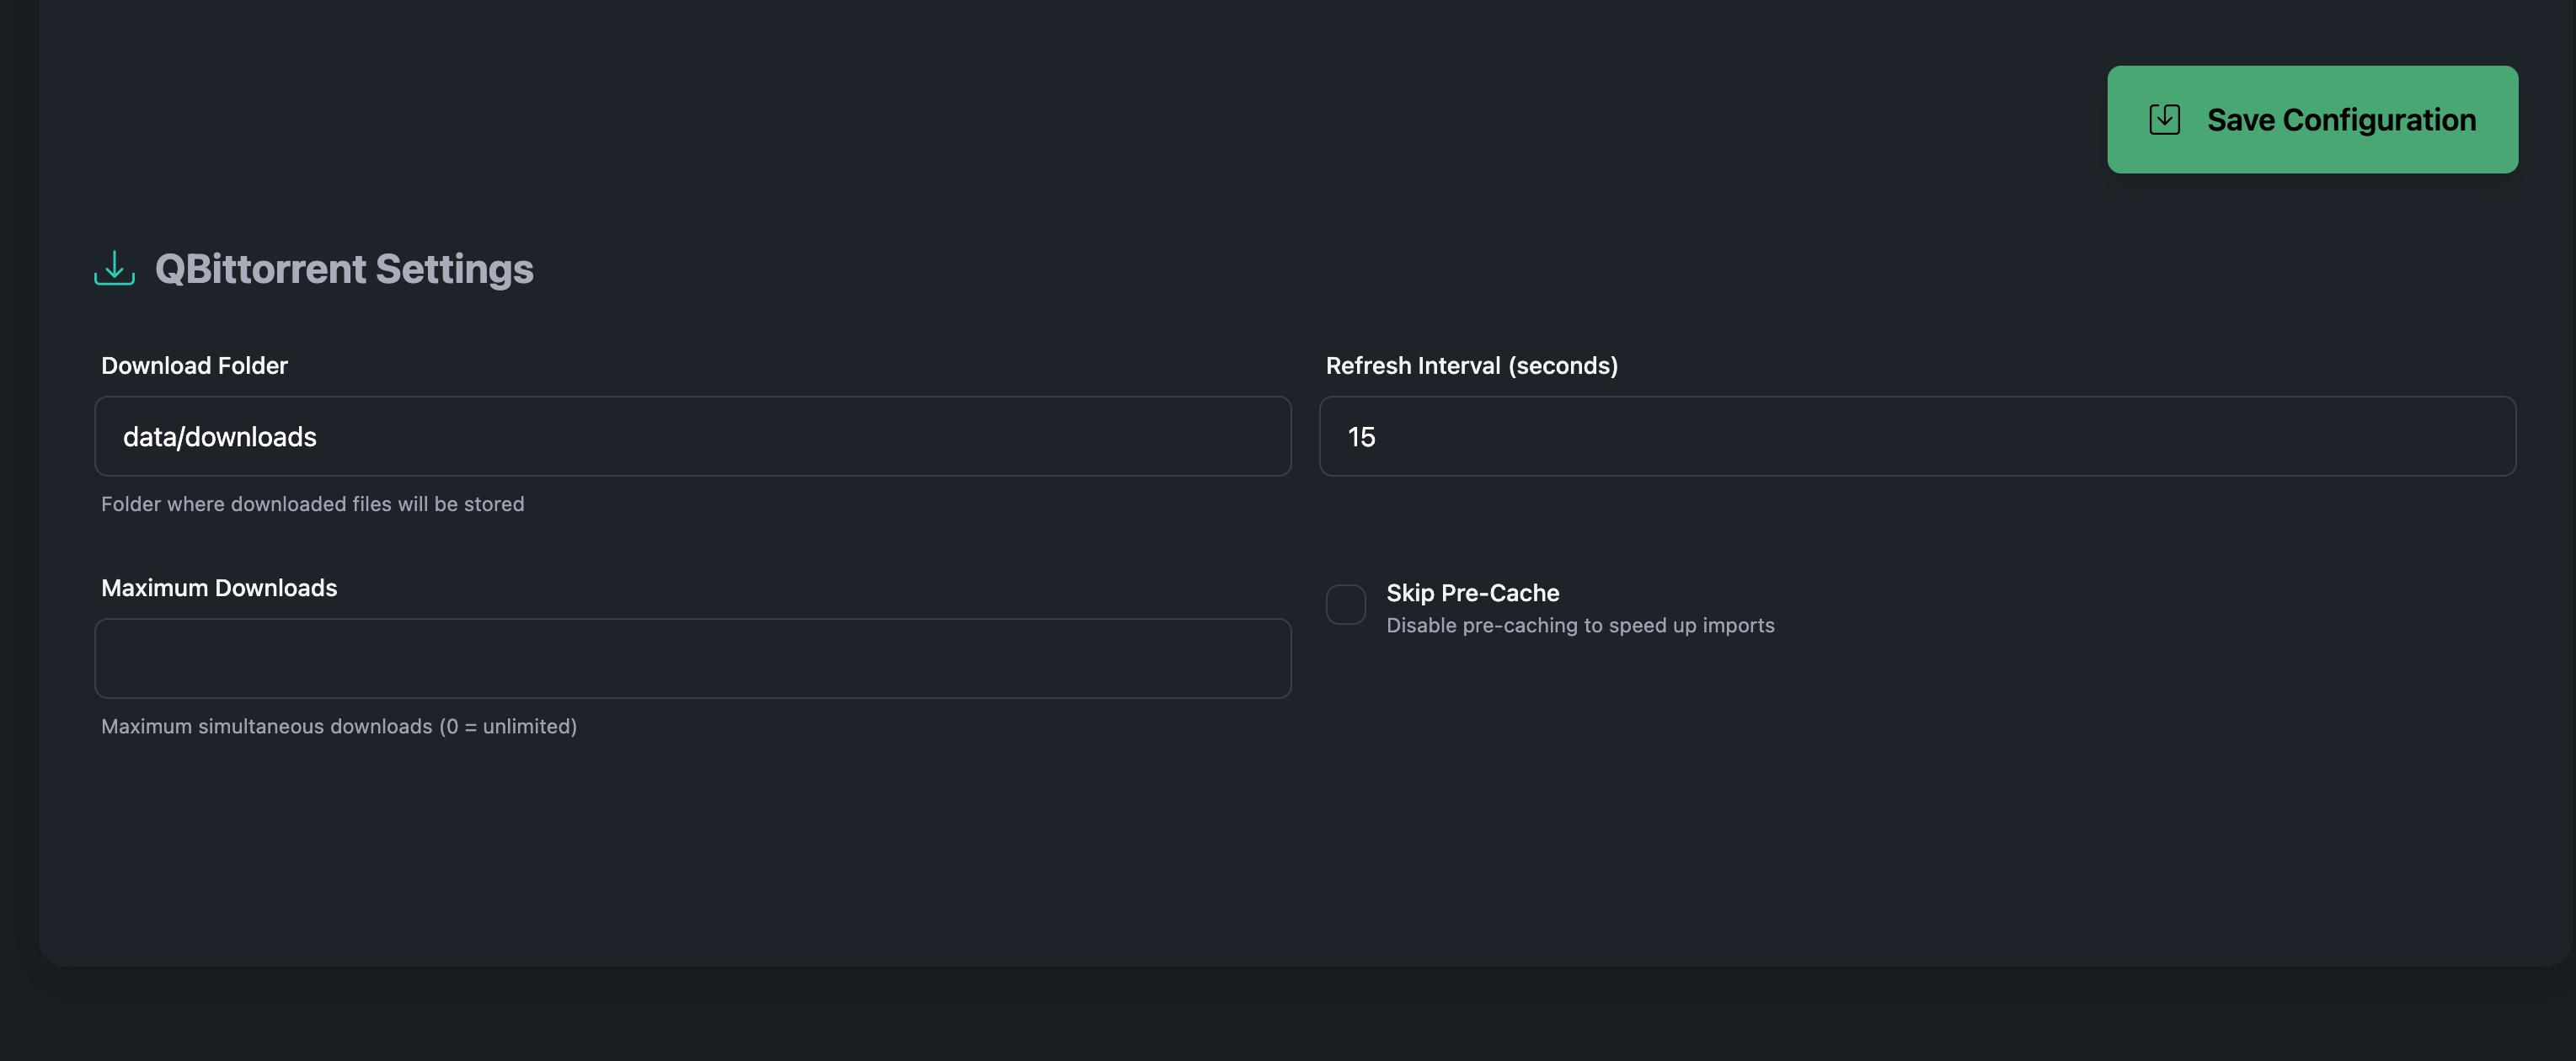 Save Configuration
QBittorrent Settings
Download Folder
data/downloads
Folder where downloaded files will be stored
Refresh Interval (seconds)
15
Maximum Downloads
Maximum simultaneous downloads (0 = unlimited)
Skip Pre-Cache
Disable pre-caching to speed up imports